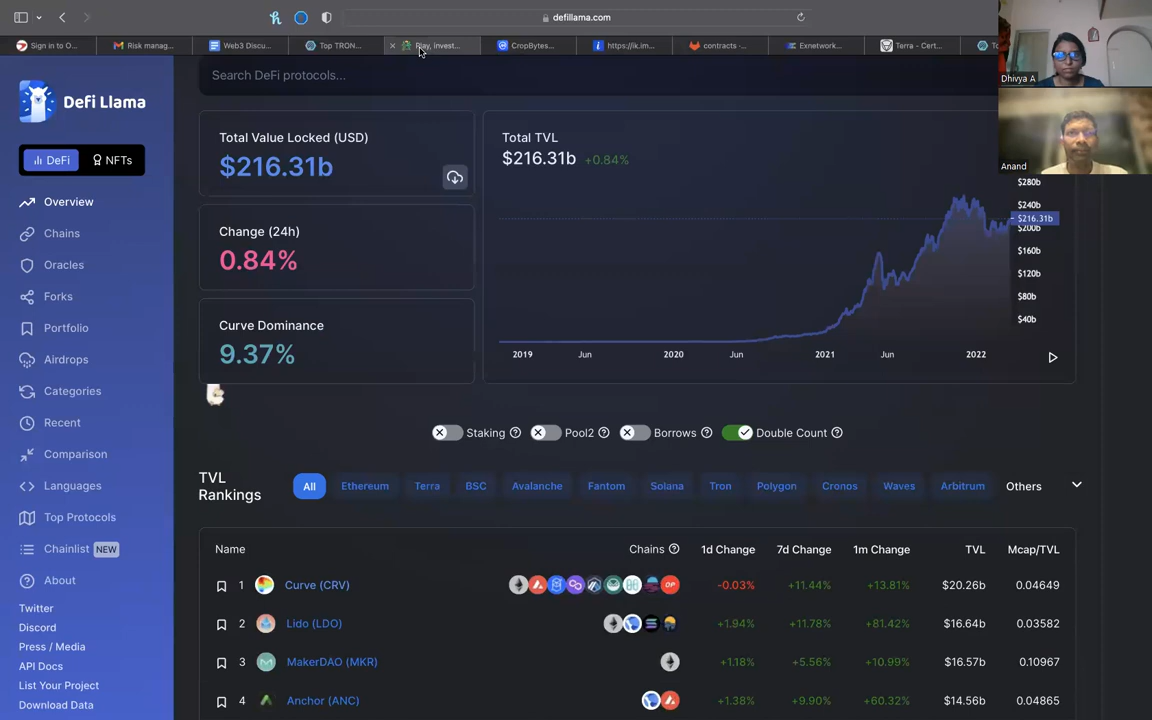 defillama.com
Sign in to O...
Risk manag...
Web3 Discu...
Top TRON...
Play, Invest...
CropBytes...
https://ik.im...
contracts -...
Exnetwork...
Terra - Cert...
Dhivya A
Anand
Defi Llama
DeFi
NFTs
Overview
Chains
Oracles
Forks
Portfolio
Airdrops
Categories
Recent
Comparison
Languages
Top Protocols
Chainlist NEW
About
Twitter
Discord
Press / Media
API Docs
List Your Project
Download Data
Search DeFi protocols...
Total Value Locked (USD)
$216.31b
Change (24h)
0.84%
Curve Dominance
9.37%
Total TVL
$216.31b +0.84%
$280b
$240b
$216.31b
$200b
$160b
$120b
$80b
$40b
2019 Jun 2020 Jun 2021 Jun 2022
Staking Pool2 Borrows Double Count
TVL
Rankings
All Ethereum Terra BSC Avalanche Fantom Solana Tron Polygon Cronos Waves Arbitrum Others
Name Chains 1d Change 7d Change 1m Change TVL Mcap/TVL
1 Curve (CRV) OP -0.03% +11.44% +13.81% $20.26b 0.04649
2 Lido (LDO) +1.94% +11.78% +81.42% $16.64b 0.03582
3 MakerDAO (MKR) +1.18% +5.56% +10.99% $16.57b 0.10967
4 Anchor (ANC) +1.38% +9.90% +60.32% $14.56b 0.04865